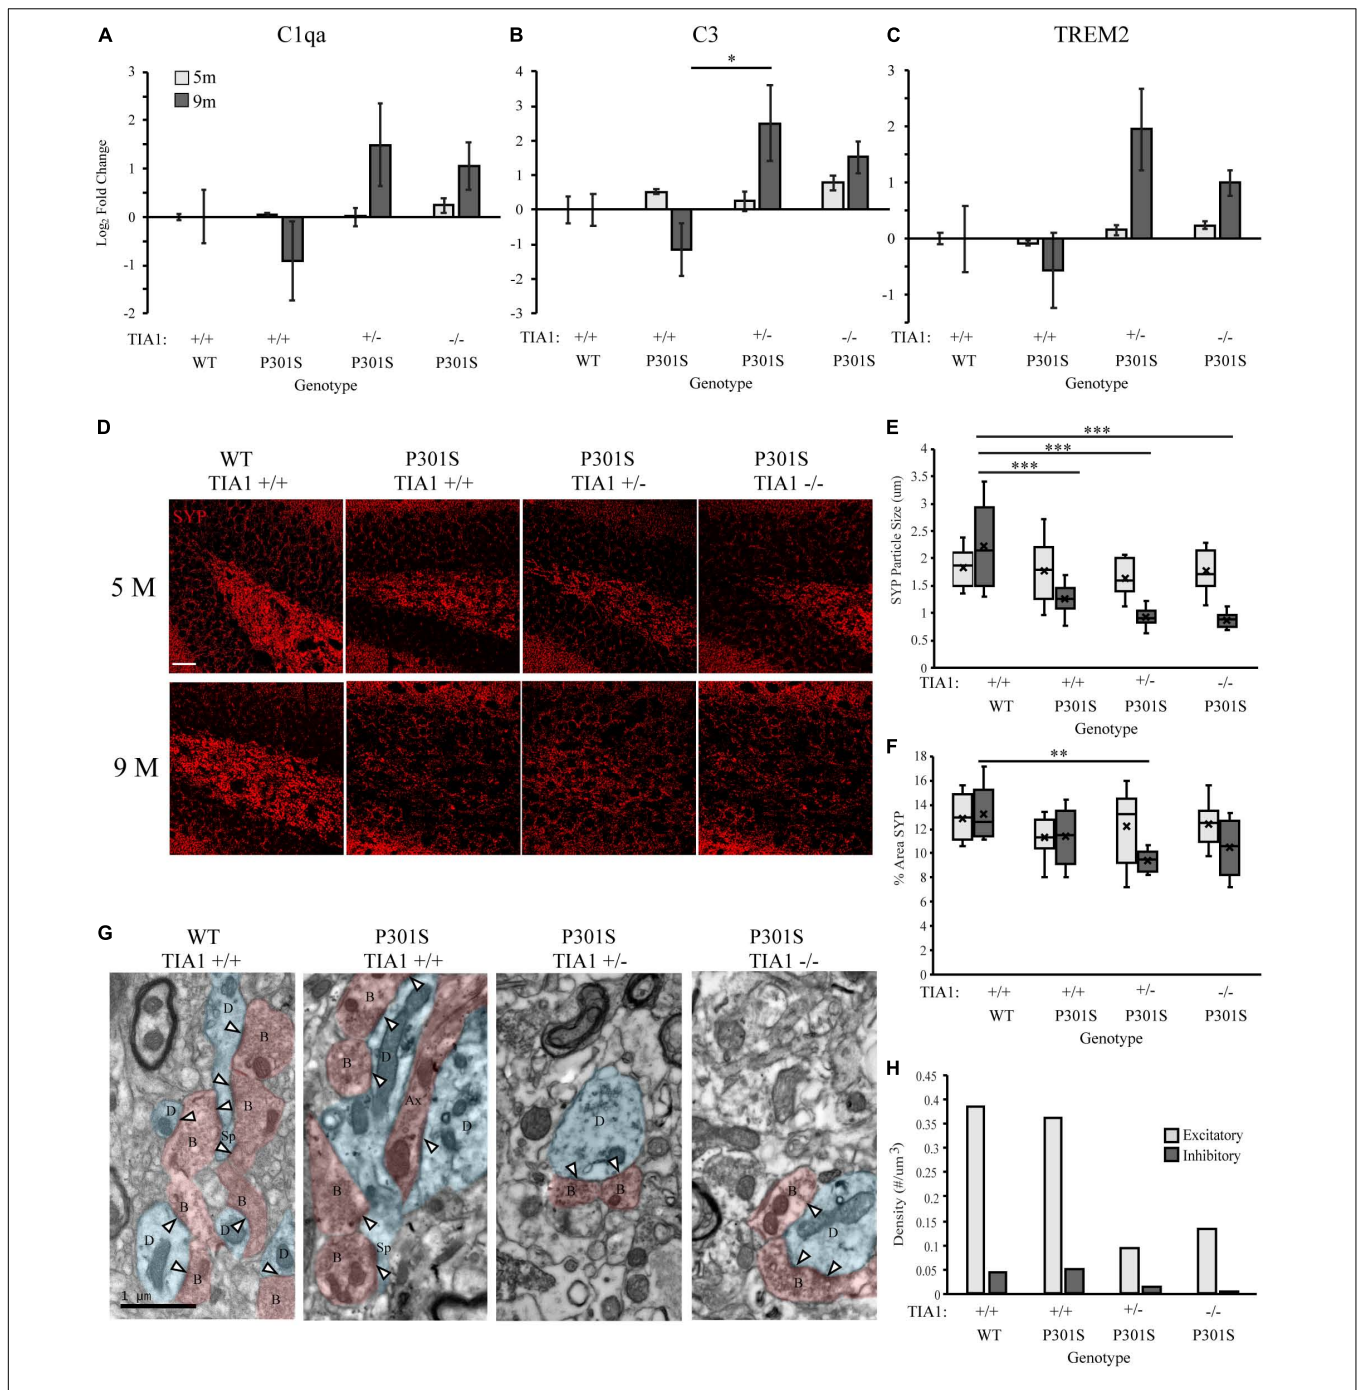 A C1qa
B C3
C TREM2
5m
9m
*
Log2 Fold Change
3
2
1
0
-1
-2
4
3
2
1
0
-1
-2
-3
3
2
1
0
-1
TIA1: +/+ +/+ +/- -/-
WT P301S P301S P301S
Genotype
TIA1: +/+ +/+ +/- -/-
WT P301S P301S P301S
Genotype
TIA1: +/+ +/+ +/- -/-
WT P301S P301S P301S
Genotype
D
WT P301S P301S P301S
TIA1 +/+ TIA1 +/+ TIA1 +/- TIA1 -/-
SYP
5 M
9 M
E
***
***
***
SYP Particle Size (um)
4
3.5
3
2.5
2
1.5
1
0.5
0
TIA1: +/+ +/+ +/- -/-
WT P301S P301S P301S
Genotype
F
**
% Area SYP
18
16
14
12
10
8
6
4
2
0
TIA1: +/+ +/+ +/- -/-
WT P301S P301S P301S
Genotype
G
WT P301S P301S P301S
TIA1 +/+ TIA1 +/+ TIA1 +/- TIA1 -/-
D B D B B Sp B D D B D B
1 µm
B D B Ax D B Sp B
D B B
B D B
H
Density (#/um 3)
0.45
0.4
0.35
0.3
0.25
0.2
0.15
0.1
0.05
0
Excitatory
Inhibitory
TIA1: +/+ +/+ +/- -/-
WT P301S P301S P301S
Genotype